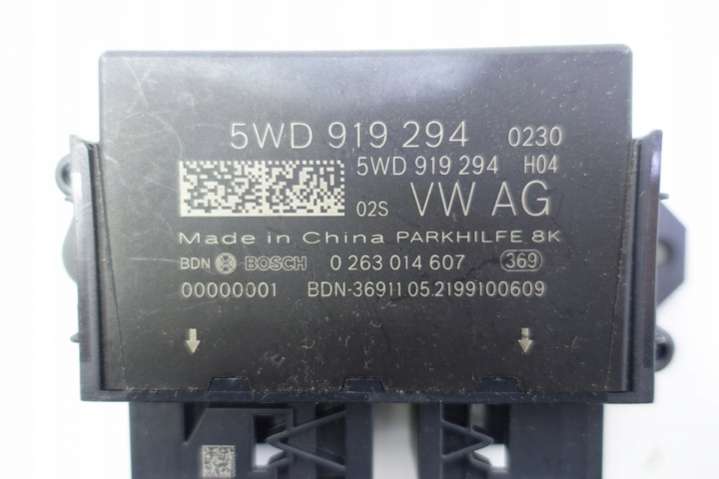 5WD 919 294 0230
5WD 919 294 H04
02S VW AG
Made in China PARKHILFE 8K
BDN BOSCH 0 263 014 607 369
00000001 BDN-36911 05.2199100609